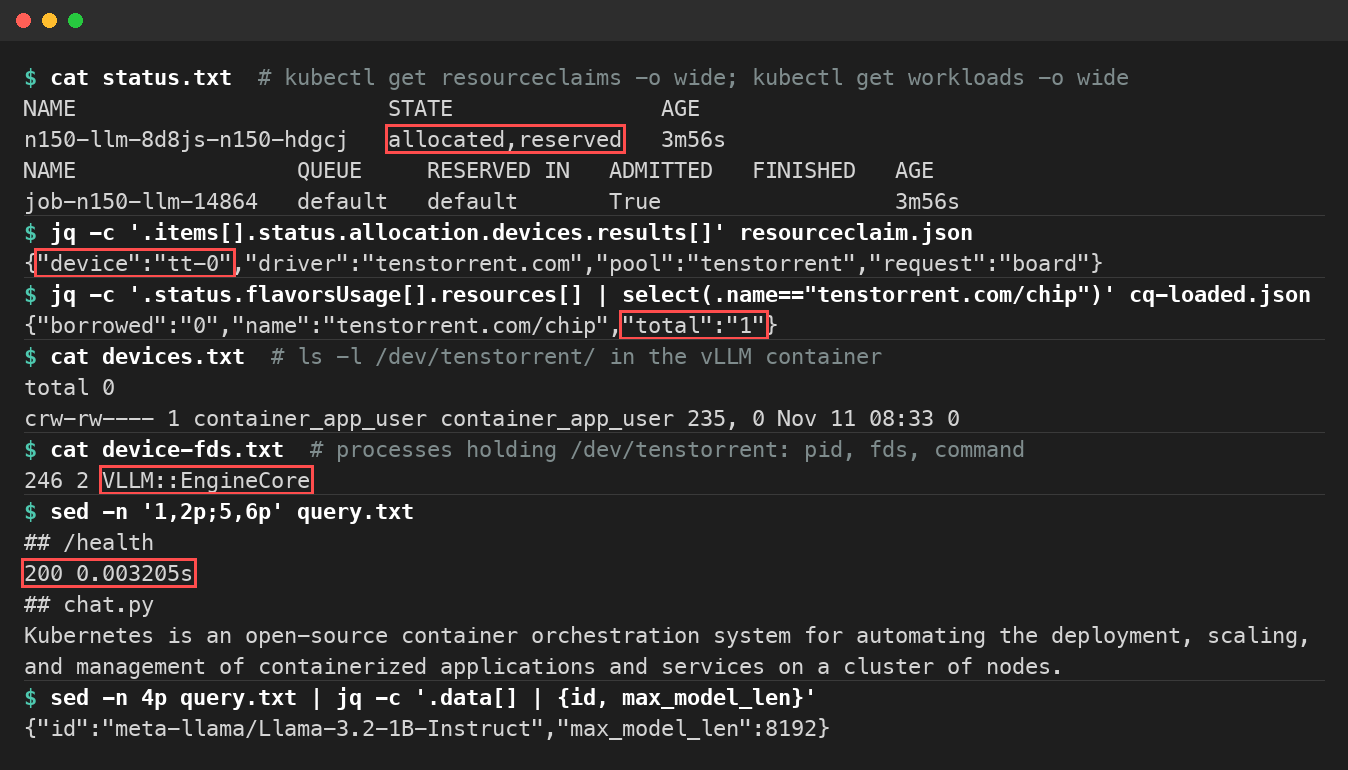 $ cat status.txt  # kubectl get resourceclaims -o wide; kubectl get workloads -o wide
NAME                        STATE                AGE
n150-llm-8d8js-n150-hdgcj   allocated,reserved   3m56s
NAME                 QUEUE     RESERVED IN   ADMITTED   FINISHED   AGE
job-n150-llm-14864   default   default       True                  3m56s
$ jq -c '.items[].status.allocation.devices.results[]' resourceclaim.json
{"device":"tt-0","driver":"tenstorrent.com","pool":"tenstorrent","request":"board"}
$ jq -c '.status.flavorsUsage[].resources[] | select(.name=="tenstorrent.com/chip")' cq-loaded.json
{"borrowed":"0","name":"tenstorrent.com/chip","total":"1"}
$ cat devices.txt  # ls -l /dev/tenstorrent/ in the vLLM container
total 0
crw-rw---- 1 container_app_user container_app_user 235, 0 Nov 11 08:33 0
$ cat device-fds.txt  # processes holding /dev/tenstorrent: pid, fds, command
246 2 VLLM::EngineCore
$ sed -n '1,2p;5,6p' query.txt
## /health
200 0.003205s
## chat.py
Kubernetes is an open-source container orchestration system for automating the deployment, scaling,
and management of containerized applications and services on a cluster of nodes.
$ sed -n 4p query.txt | jq -c '.data[] | {id, max_model_len}'
{"id":"meta-llama/Llama-3.2-1B-Instruct","max_model_len":8192}